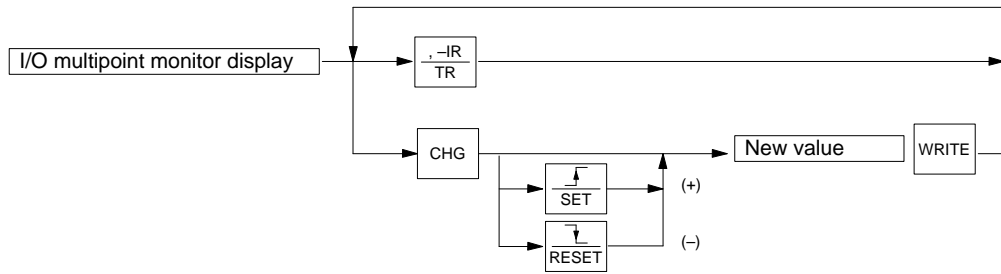 I/O multipoint monitor display
, –IR
TR
CHG
New value
WRITE
SET
(+)
RESET
(–)